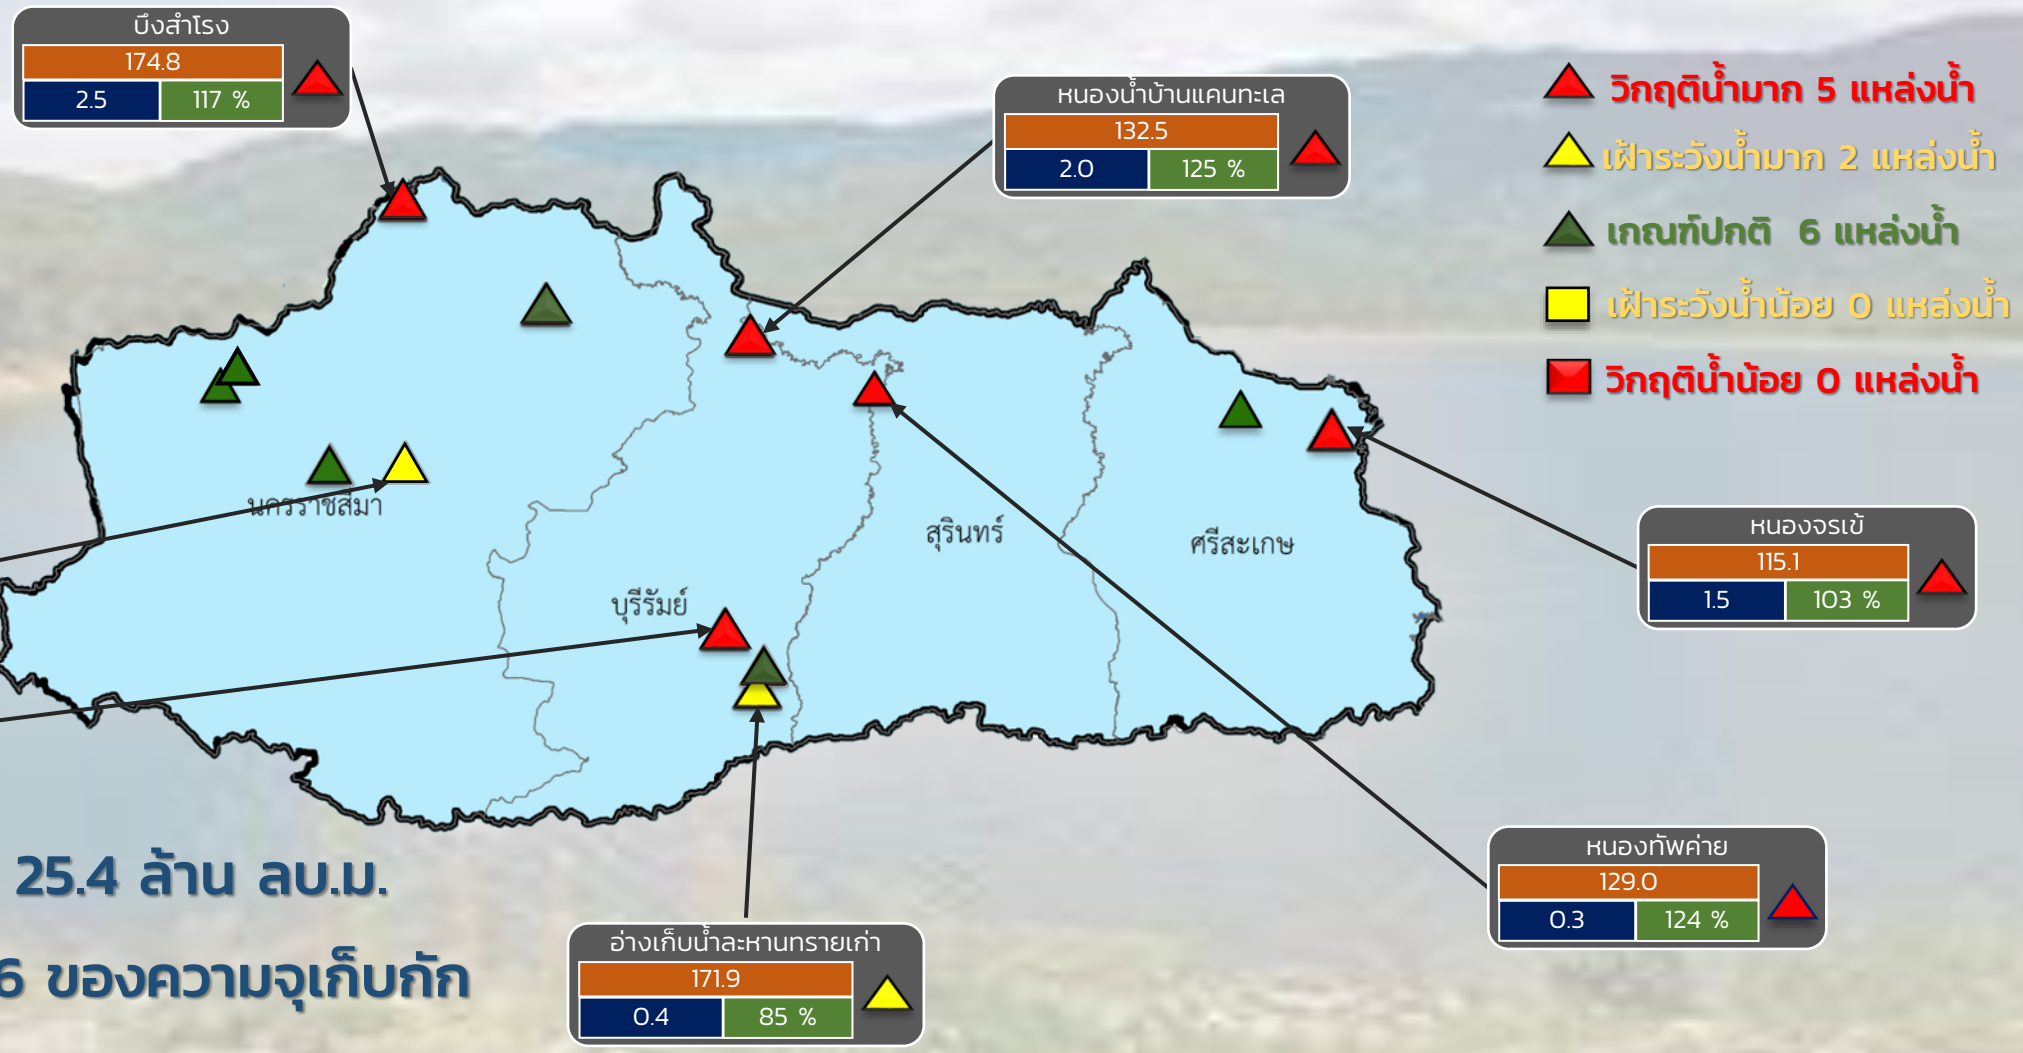 บึงสำโรง
174.8
2.5 117 %
หนองน้ำบ้านแคนทะเล
132.5
2.0 125 %
วิกฤติน้ำมาก 5 แหล่งน้ำ
เฝ้าระวังน้ำมาก 2 แหล่งน้ำ
เกณฑ์ปกติ 6 แหล่งน้ำ
เฝ้าระวังน้ำน้อย 0 แหล่งน้ำ
วิกฤติน้ำน้อย 0 แหล่งน้ำ
นครราชสีมา
สุรินทร์
ศรีสะเกษ
บุรีรัมย์
หนองจรเข้
115.1
1.5 103 %
หนองทัพค่าย
129.0
0.3 124 %
25.4 ล้าน ลบ.ม.
6 ของความจุเก็บกัก
อ่างเก็บน้ำละหานทรายเก่า
171.9
0.4 85 %